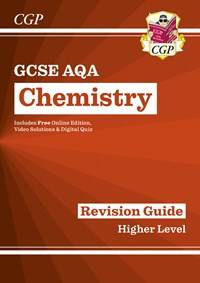 CGP
CGP
GCSE AQA
Chemistry
Includes Free Online Edition,
Video Solutions & Digital Quiz
Revision Guide
Higher Level